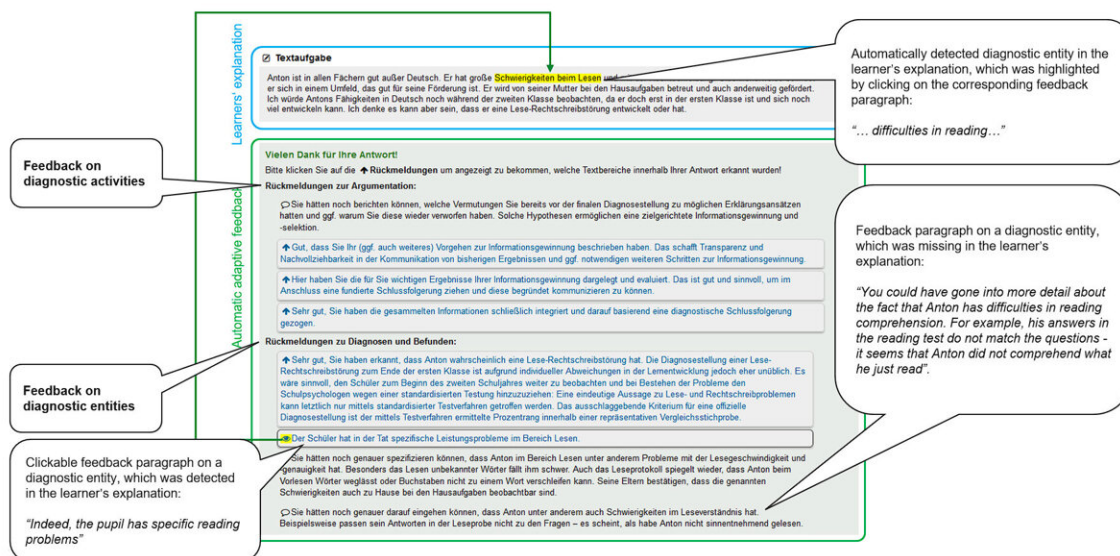 Learners' explanation
Textaufgabe
Anton ist in allen Fächern gut außer Deutsch. Er hat große Schwierigkeiten beim Lesen und
er sich in einem Umfeld, das gut für seine Förderung ist. Er wird von seiner Mutter bei den Hausaufgaben betreut und auch anderweitig gefördert.
Ich würde Antons Fähigkeiten in Deutsch noch während der zweiten Klasse beobachten, da er doch erst in der ersten Klasse ist und sich noch
viel entwickeln kann. Ich denke es kann aber sein, dass er eine Lese-Rechtschreibstörung entwickelt oder hat.
Automatically detected diagnostic entity in the
learner's explanation, which was highlighted
by clicking on the corresponding feedback
paragraph:
“… difficulties in reading…”
Feedback on
diagnostic activities
Automatic adaptive feedback
Vielen Dank für Ihre Antwort!
Bitte klicken Sie auf die Rückmeldungen um angezeigt zu bekommen, welche Textbereiche innerhalb Ihrer Antwort erkannt wurden!
Rückmeldungen zur Argumentation:
Sie hätten noch berichten können, welche Vermutungen Sie bereits vor der finalen Diagnosestellung zu möglichen Erklärungsansätzen
hatten und ggf. warum Sie diese wieder verworfen haben. Solche Hypothesen ermöglichen eine zielgerichtete Informationsgewinnung und
-selektion.
Gut, dass Sie Ihr (ggf. auch weiteres) Vorgehen zur Informationsgewinnung beschrieben haben. Das schafft Transparenz und
Nachvollziehbarkeit in der Kommunikation von bisherigen Ergebnissen und ggf. notwendigen weiteren Schritten zur Informationsgewinnung.
Hier haben Sie die für Sie wichtigen Ergebnisse Ihrer Informationsgewinnung dargelegt und evaluiert. Das ist gut und sinnvoll, um im
Anschluss eine fundierte Schlussfolgerung ziehen und diese begründet kommunizieren zu können.
Sehr gut, Sie haben die gesammelten Informationen schließlich integriert und darauf basierend eine diagnostische Schlussfolgerung
gezogen.
Feedback on
diagnostic entities
Rückmeldungen zu Diagnosen und Befunden:
Sehr gut, Sie haben erkannt, dass Anton wahrscheinlich eine Lese-Rechtschreibstörung hat. Die Diagnosestellung einer Lese-
Rechtschreibstörung zum Ende der ersten Klasse ist aufgrund individueller Abweichungen in der Lernentwicklung jedoch eher unüblich. Es
wäre sinnvoll, den Schüler zum Beginn des zweiten Schuljahres weiter zu beobachten und bei Bestehen der Probleme den
Schulpsychologen wegen einer standardisierten Testung hinzuzuziehen: Eine eindeutige Aussage zu Lese- und Rechtschreibproblemen
kann letztlich nur mittels standardisierter Testverfahren getroffen werden. Das ausschlaggebende Kriterium für eine offizielle
Diagnosestellung ist der mittels Testverfahren ermittelte Prozentrang innerhalb einer repräsentativen Vergleichsstichprobe.
Der Schüler hat in der Tat spezifische Leistungsprobleme im Bereich Lesen.
Sie hätten noch genauer spezifizieren können, dass Anton im Bereich Lesen unter anderem Probleme mit der Lesegeschwindigkeit und
-genauigkeit hat. Besonders das Lesen unbekannter Wörter fällt ihm schwer. Auch das Leseprotokoll spiegelt wieder, dass Anton beim
Vorlesen Wörter weglässt oder Buchstaben nicht zu einem Wort verschleifen kann. Seine Eltern bestätigen, dass die genannten
Schwierigkeiten auch zu Hause bei den Hausaufgaben beobachtbar sind.
Sie hätten noch genauer darauf eingehen können, dass Anton unter anderem auch Schwierigkeiten im Leseverständnis hat.
Beispielsweise passen sein Antworten in der Leseprobe nicht zu den Fragen – es scheint, als habe Anton nicht sinnentnehmend gelesen.
Feedback paragraph on a diagnostic entity,
which was missing in the learner's
explanation:
“You could have gone into more detail about
the fact that Anton has difficulties in reading
comprehension. For example, his answers in
the reading test do not match the questions -
it seems that Anton did not comprehend what
he just read”.
Clickable feedback paragraph on a
diagnostic entity, which was detected
in the learner's explanation:
“Indeed, the pupil has specific reading
problems”